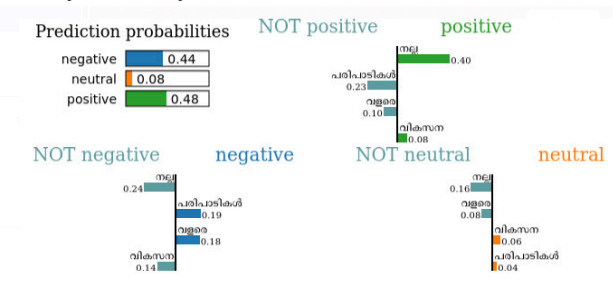 Prediction probabilities
negative 0.44
neutral 0.08
positive 0.48
NOT positive positive
നല്ല
0.40
പരിപാടികൾ
0.23
വളരെ
0.10
വികസന
0.08
NOT negative negative
നല്ല
0.24
പരിപാടികൾ
0.19
വളരെ
0.18
വികസന
0.14
NOT neutral neutral
നല്ല
0.16
വളരെ
0.08
വികസന
0.06
പരിപാടികൾ
0.04